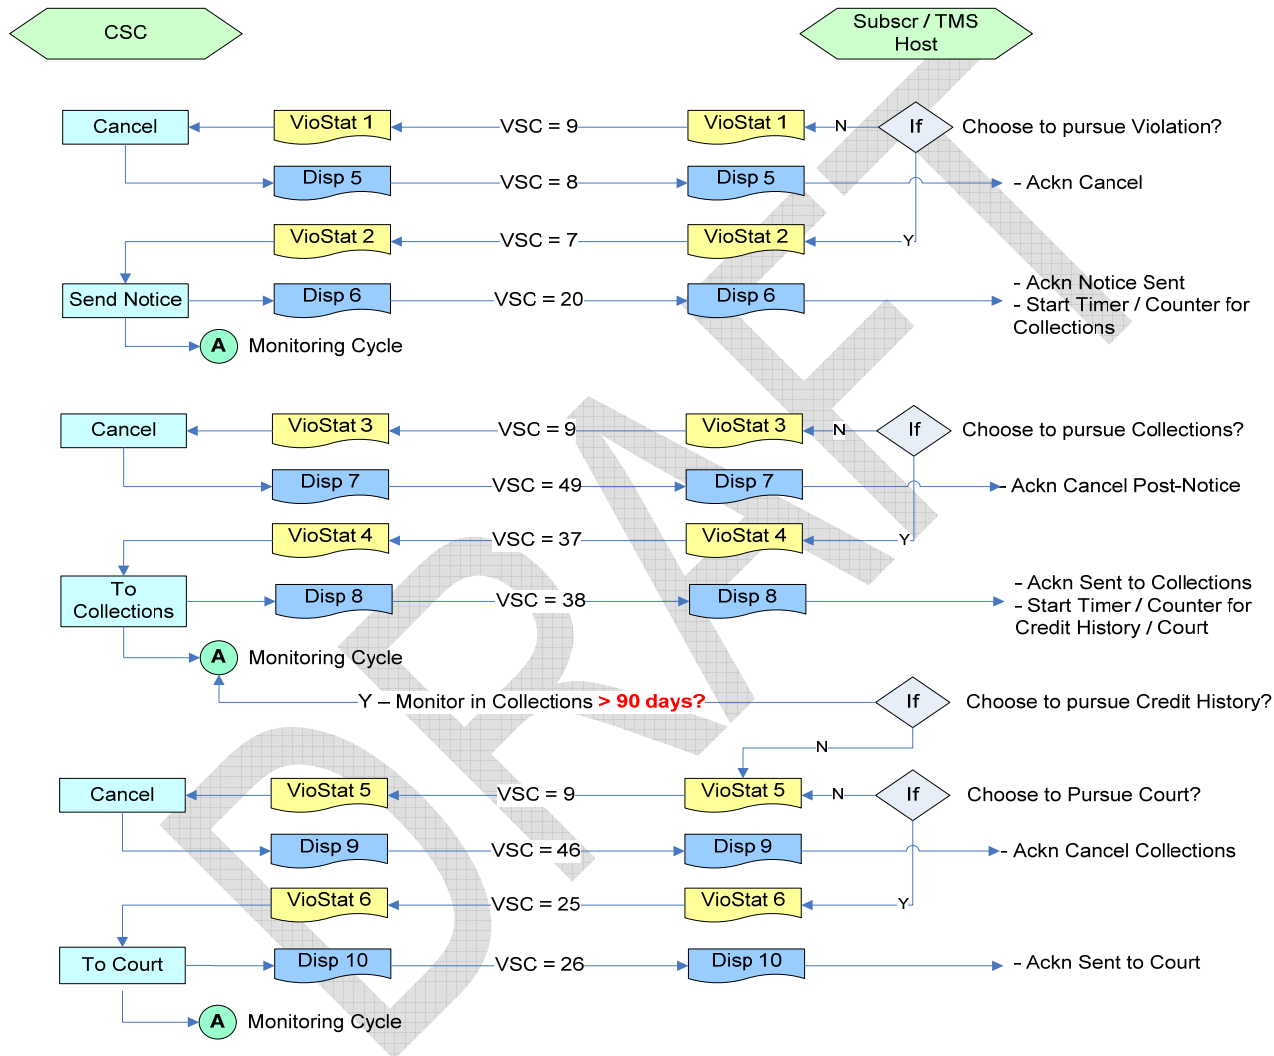 CSC
Subscr / TMS
Host
Cancel
VioStat 1
VSC = 9
VioStat 1
N
If
Choose to pursue Violation?
Disp 5
VSC = 8
Disp 5
- Ackn Cancel
VioStat 2
VSC = 7
VioStat 2
Y
Send Notice
Disp 6
VSC = 20
Disp 6
- Ackn Notice Sent
- Start Timer / Counter for
Collections
A
Monitoring Cycle
Cancel
VioStat 3
VSC = 9
VioStat 3
N
If
Choose to pursue Collections?
Disp 7
VSC = 49
Disp 7
- Ackn Cancel Post-Notice
VioStat 4
VSC = 37
VioStat 4
Y
To
Collections
Disp 8
VSC = 38
Disp 8
- Ackn Sent to Collections
- Start Timer / Counter for
Credit History / Court
A
Monitoring Cycle
Y – Monitor in Collections > 90 days?
If
Choose to pursue Credit History?
N
Cancel
VioStat 5
VSC = 9
VioStat 5
N
If
Choose to Pursue Court?
Disp 9
VSC = 46
Disp 9
- Ackn Cancel Collections
VioStat 6
VSC = 25
VioStat 6
Y
To Court
Disp 10
VSC = 26
Disp 10
- Ackn Sent to Court
A
Monitoring Cycle
DRAFT